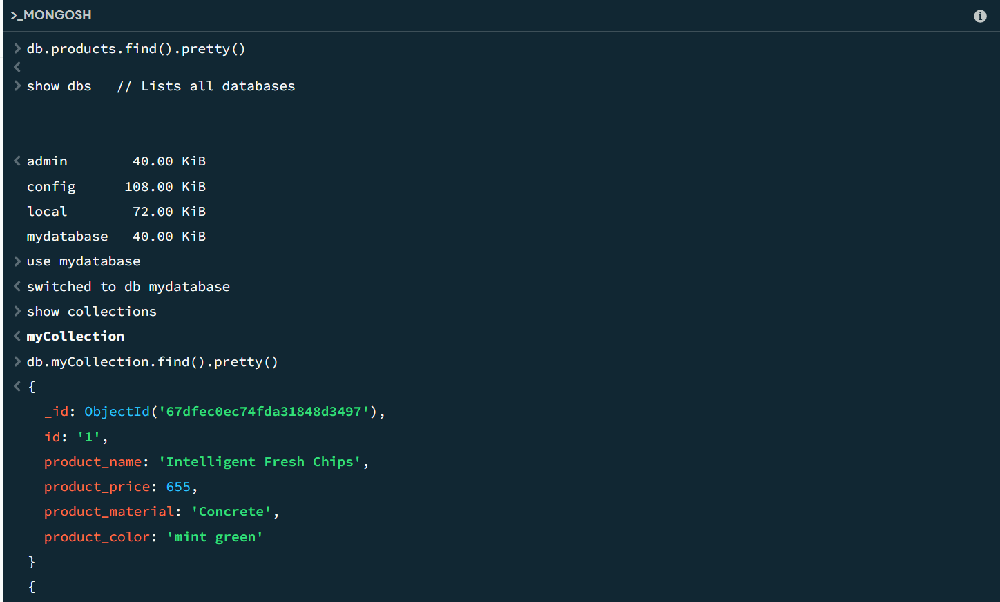 >_MONGOSH
> db.products.find().pretty()
<
> show dbs   // Lists all databases
< admin        40.00 KiB
config      108.00 KiB
local        72.00 KiB
mydatabase   40.00 KiB
> use mydatabase
< switched to db mydatabase
> show collections
< myCollection
> db.myCollection.find().pretty()
< {
_id: ObjectId('67dfec0ec74fda31848d3497'),
id: '1',
product_name: 'Intelligent Fresh Chips',
product_price: 655,
product_material: 'Concrete',
product_color: 'mint green'
}
{